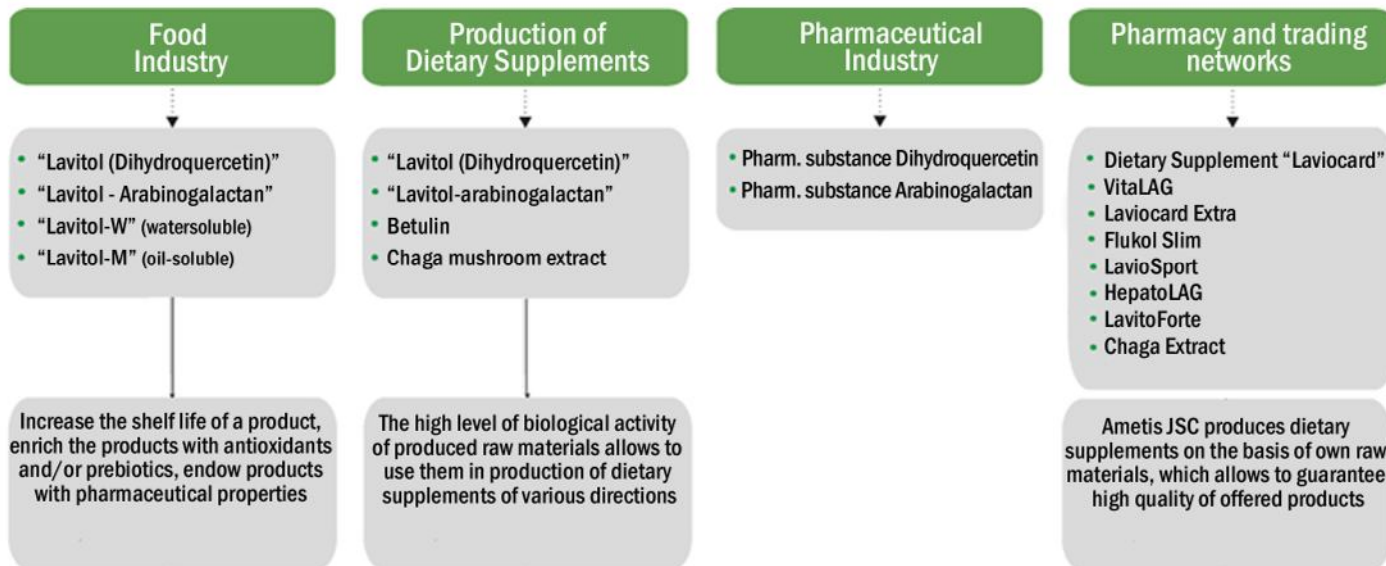 Food
Industry
“Lavitol (Dihydroquercetin)”
“Lavitol - Arabinogalactan”
“Lavitol-W” (watersoluble)
“Lavitol-M” (oil-soluble)
Increase the shelf life of a product,
enrich the products with antioxidants
and/or prebiotics, endow products
with pharmaceutical properties
Production of
Dietary Supplements
“Lavitol (Dihydroquercetin)”
“Lavitol-arabinogalactan”
Betulin
Chaga mushroom extract
The high level of biological activity
of produced raw materials allows to
use them in production of dietary
supplements of various directions
Pharmaceutical
Industry
Pharm. substance Dihydroquercetin
Pharm. substance Arabinogalactan
Pharmacy and trading
networks
Dietary Supplement “Laviocard”
VitaLAG
Laviocard Extra
Flukol Slim
LavioSport
HepatoLAG
LavitoForte
Chaga Extract
Ametis JSC produces dietary
supplements on the basis of own raw
materials, which allows to guarantee
high quality of offered products